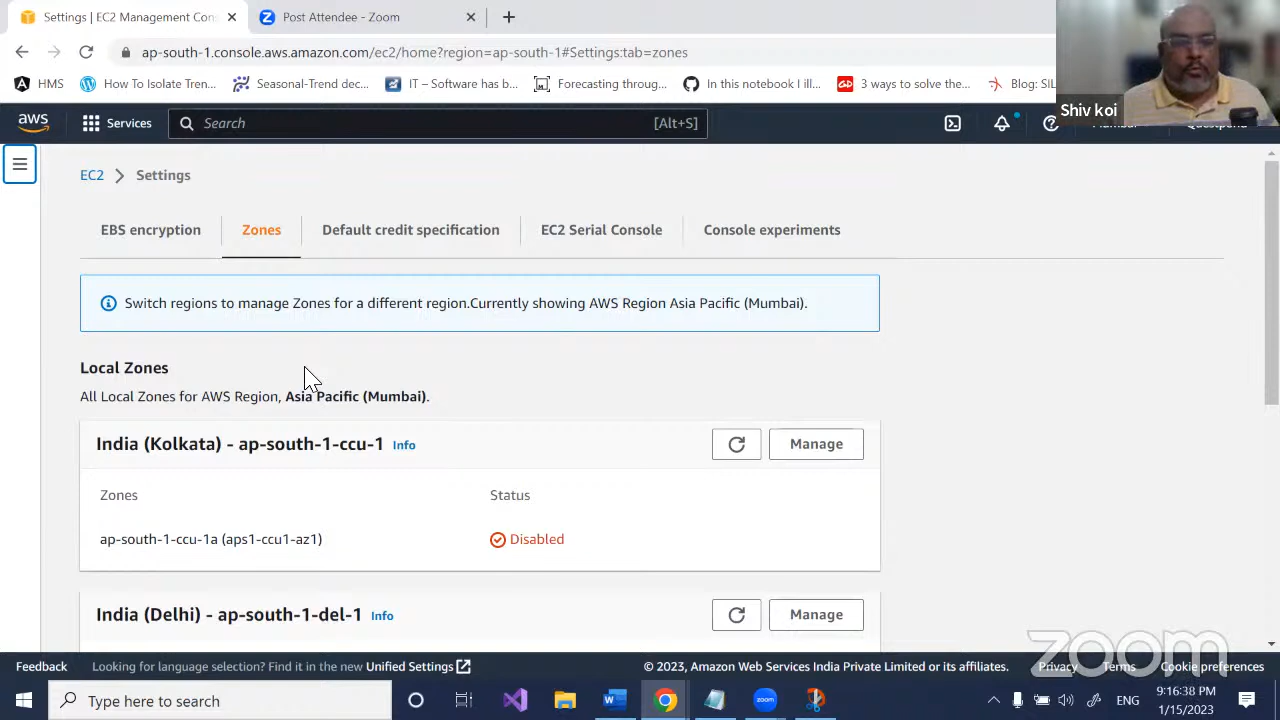 Settings | EC2 Management Con
Post Attendee - Zoom
ap-south-1.console.aws.amazon.com/ec2/home?region=ap-south-1#Settings:tab=zones
HMS
How To Isolate Tren...
Seasonal-Trend dec...
IT – Software has b...
Forecasting throug...
In this notebook I ill...
3 ways to solve the...
Blog: SIL
Shiv koi
aws
Services
Search
[Alt+S]
EC2
Settings
EBS encryption
Zones
Default credit specification
EC2 Serial Console
Console experiments
Switch regions to manage Zones for a different region.Currently showing AWS Region Asia Pacific (Mumbai).
Local Zones
All Local Zones for AWS Region, Asia Pacific (Mumbai).
India (Kolkata) - ap-south-1-ccu-1 Info
Manage
Zones
Status
ap-south-1-ccu-1a (aps1-ccu1-az1)
Disabled
India (Delhi) - ap-south-1-del-1 Info
Manage
zoom
Feedback
Looking for language selection? Find it in the new Unified Settings
© 2023, Amazon Web Services India Private Limited or its affiliates.
Privacy
Terms
Cookie preferences
Type here to search
ENG
9:16:38 PM
1/15/2023